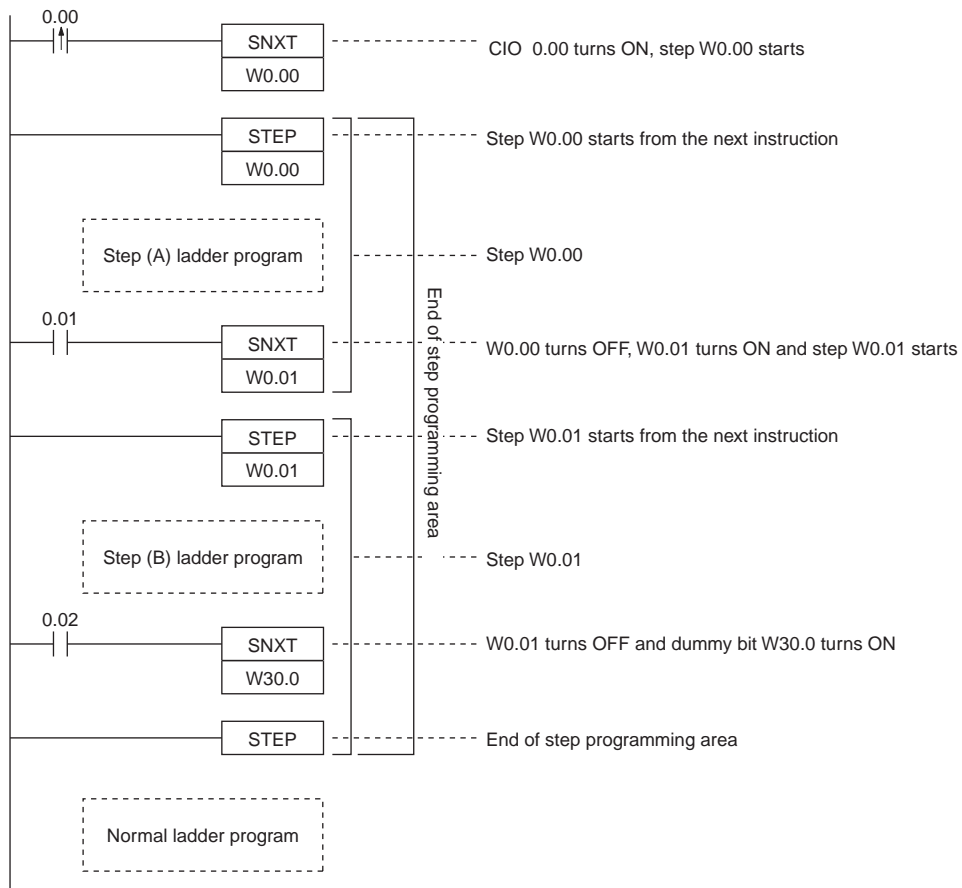 0.00
SNXT
W0.00
CIO 0.00 turns ON, step W0.00 starts
STEP
W0.00
Step W0.00 starts from the next instruction
Step (A) ladder program
Step W0.00
End of step programming area
0.01
SNXT
W0.01
W0.00 turns OFF, W0.01 turns ON and step W0.01 starts
STEP
W0.01
Step W0.01 starts from the next instruction
Step (B) ladder program
Step W0.01
0.02
SNXT
W30.0
W0.01 turns OFF and dummy bit W30.0 turns ON
STEP
End of step programming area
Normal ladder program